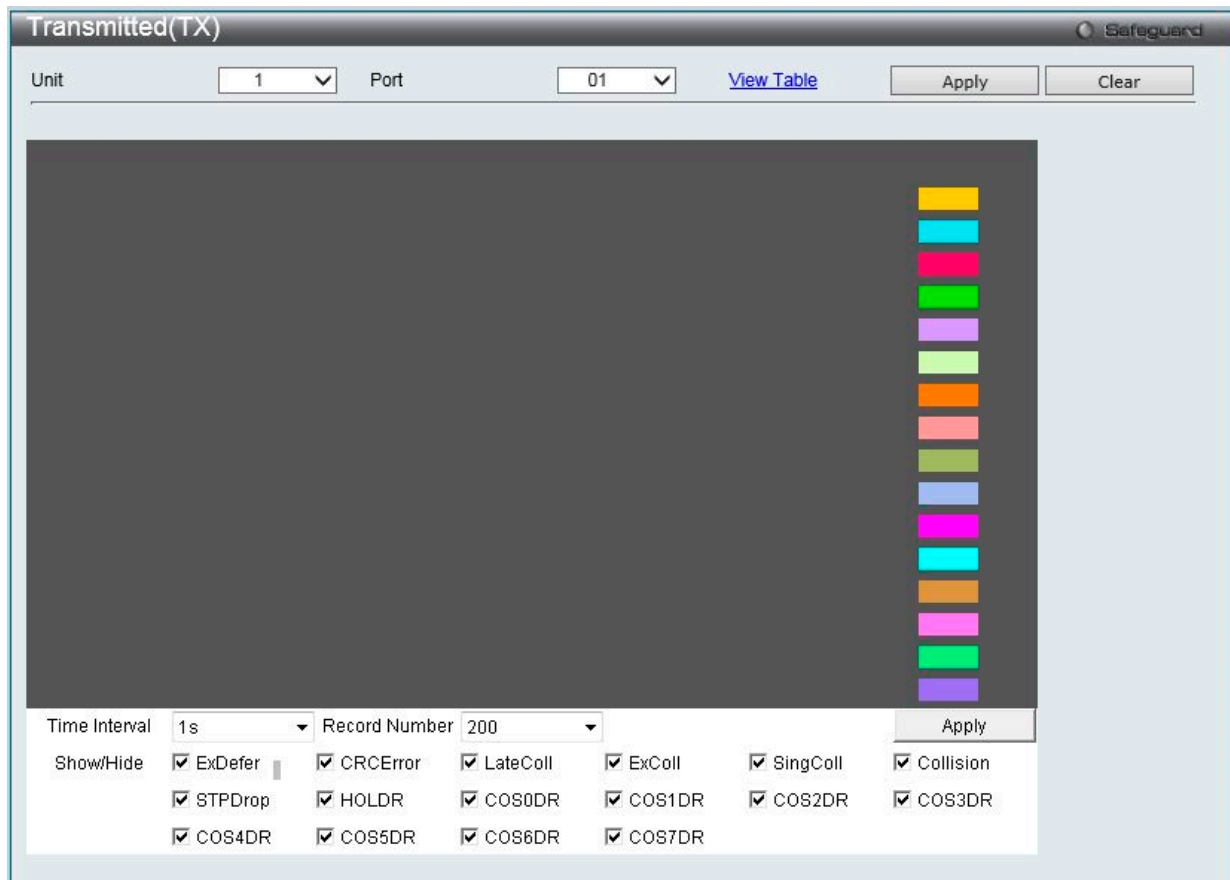 Transmitted(TX) Safeguard
Unit 1 Port 01 View Table Apply Clear
Time Interval 1s Record Number 200 Apply
Show/Hide ExDefer CRCError LateColl ExColl SingColl Collision
STPDrop HOLDR COS0DR COS1DR COS2DR COS3DR
COS4DR COS5DR COS6DR COS7DR